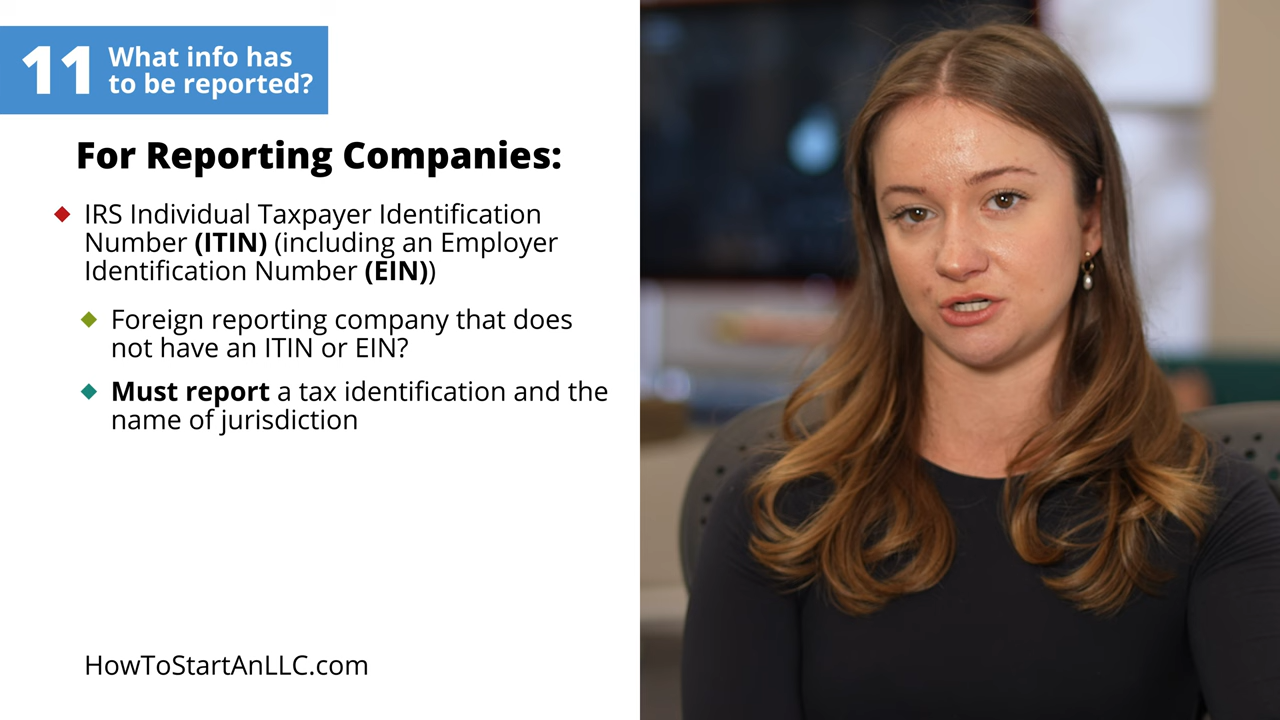 11
What info has
to be reported?
For Reporting Companies:
IRS Individual Taxpayer Identification
Number (ITIN) (including an Employer
Identification Number (EIN))
Foreign reporting company that does
not have an ITIN or EIN?
Must report a tax identification and the
name of jurisdiction
HowToStartAnLLC.com